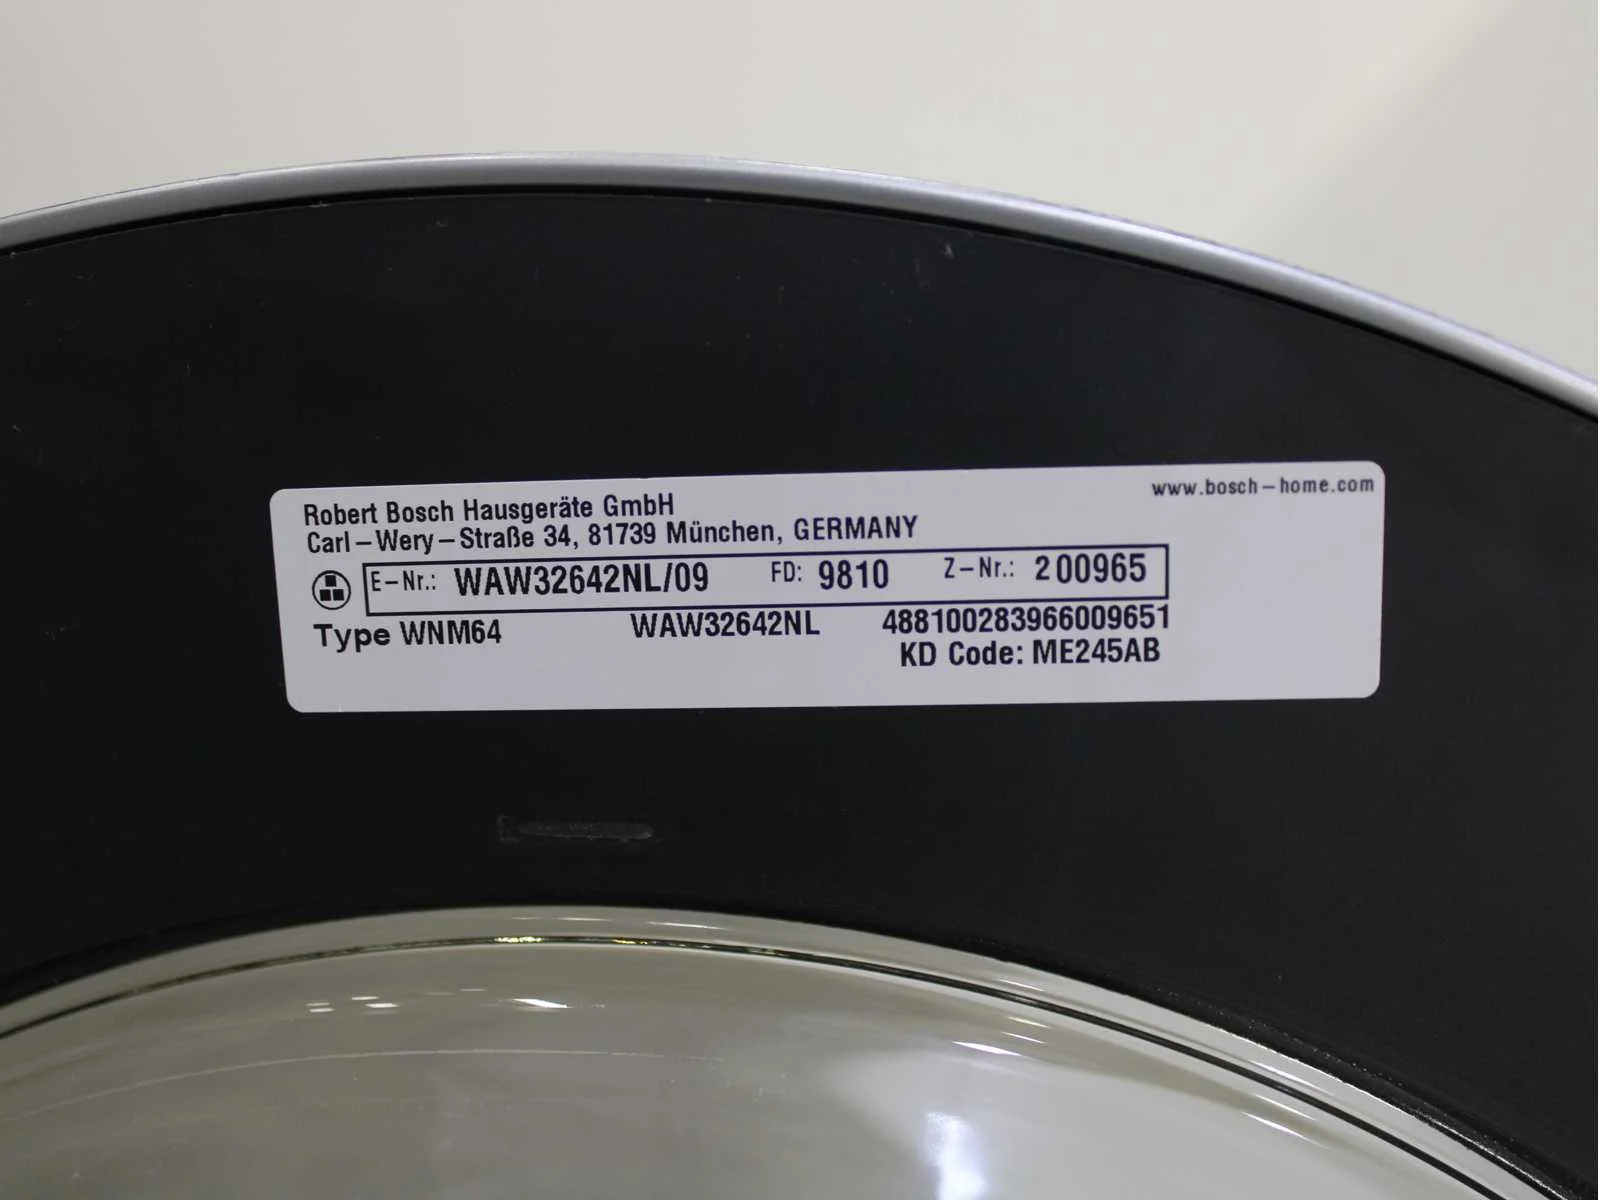 Robert Bosch Hausgeräte GmbH
www.bosch-home.com
Carl-Wery-Straße 34, 81739 München, GERMANY
E-Nr.: WAW32642NL/09 FD: 9810 Z-Nr.: 200965
Type WNM64 WAW32642NL 488100283966009651
KD Code: ME245AB